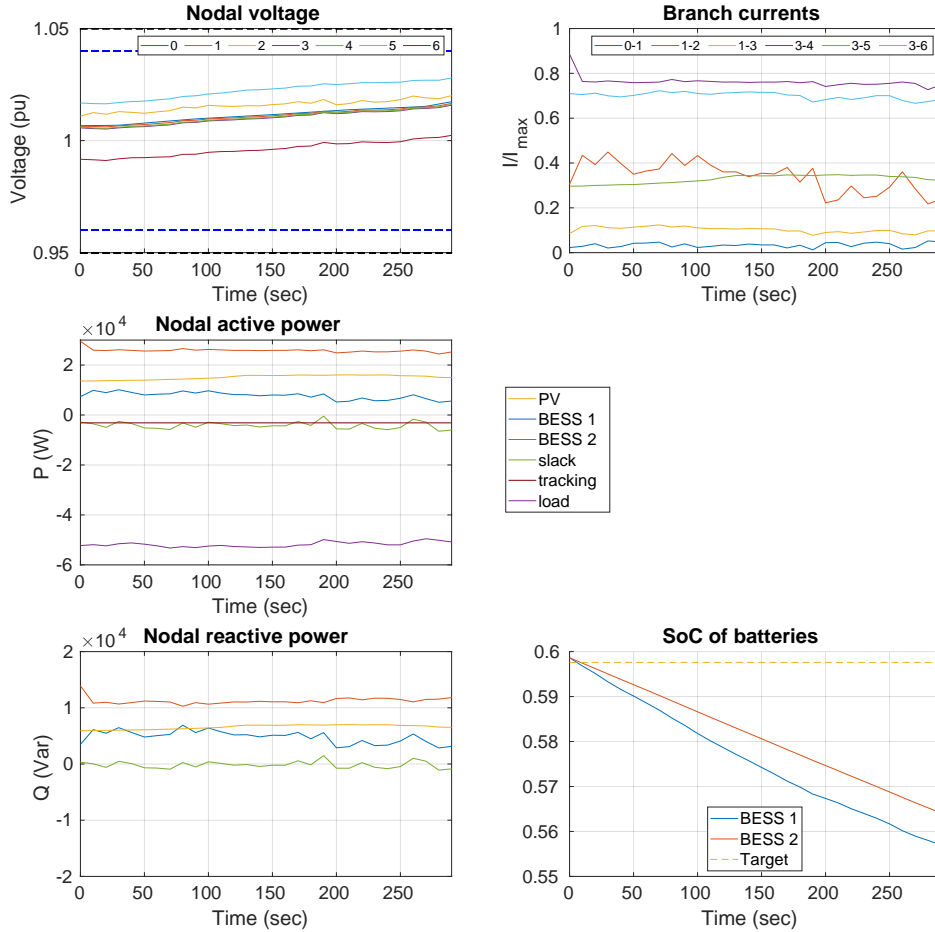 Nodal voltage
1.05
0 1 2 3 4 5 6
1
0.95
Voltage (pu)
0 50 100 150 200 250
Time (sec)
Branch currents
1
0-1 1-2 1-3 3-4 3-5 3-6
0.8
0.6
0.4
0.2
0
I/Imax
0 50 100 150 200 250
Time (sec)
×10^4 Nodal active power
2
0
-2
-4
-6
P (W)
0 50 100 150 200 250
Time (sec)
PV
BESS 1
BESS 2
slack
tracking
load
×10^4 Nodal reactive power
2
1
0
-1
-2
Q (Var)
0 50 100 150 200 250
Time (sec)
SoC of batteries
0.6
0.59
0.58
0.57
0.56
0.55
BESS 1
BESS 2
Target
0 50 100 150 200 250
Time (sec)